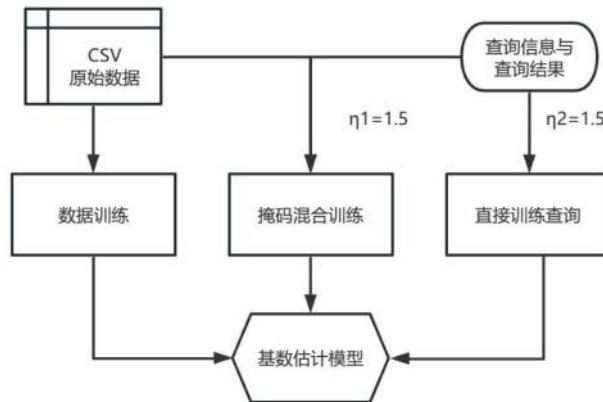 CSV
原始数据
查询信息与
查询结果
η1=1.5
η2=1.5
数据训练
掩码混合训练
直接训练查询
基数估计模型